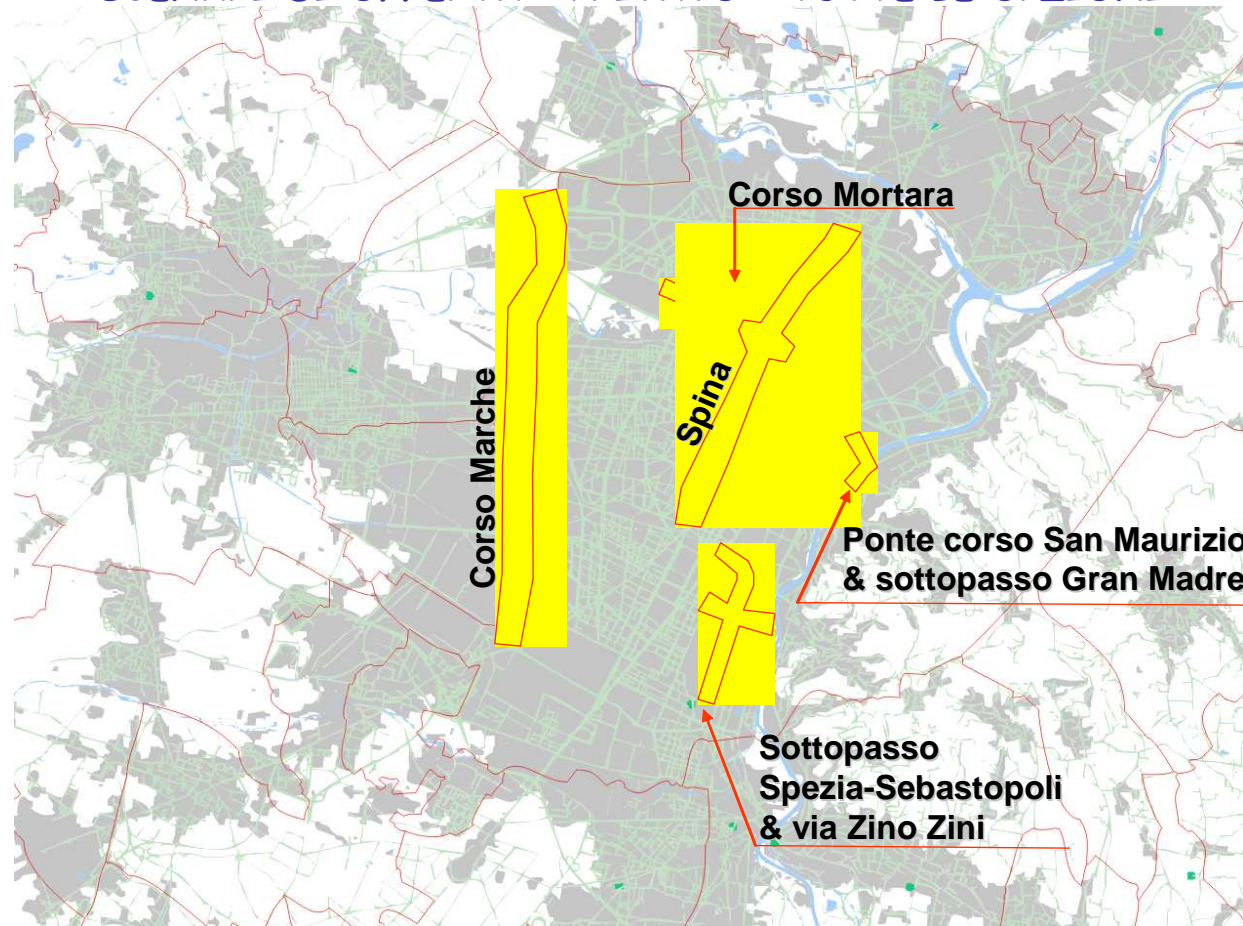 Corso Mortara
Spina
Corso Marche
Ponte corso San Maurizio
& sottopasso Gran Madre
Sottopasso
Spezia-Sebastopoli
& via Zino Zini